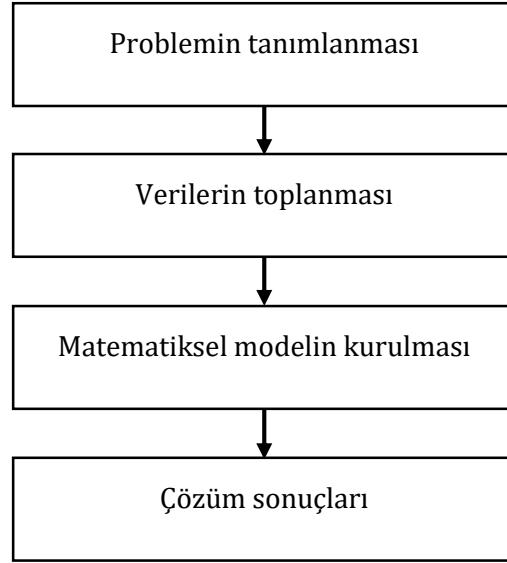 Problemin tanımlanması
Verilerin toplanması
Matematiksel modelin kurulması
Çözüm sonuçları